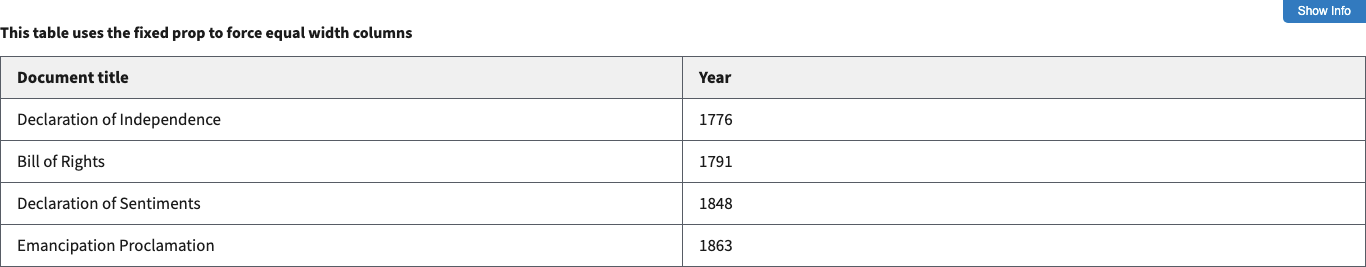 Show Info
This table uses the fixed prop to force equal width columns
Document title Year
Declaration of Independence 1776
Bill of Rights 1791
Declaration of Sentiments 1848
Emancipation Proclamation 1863